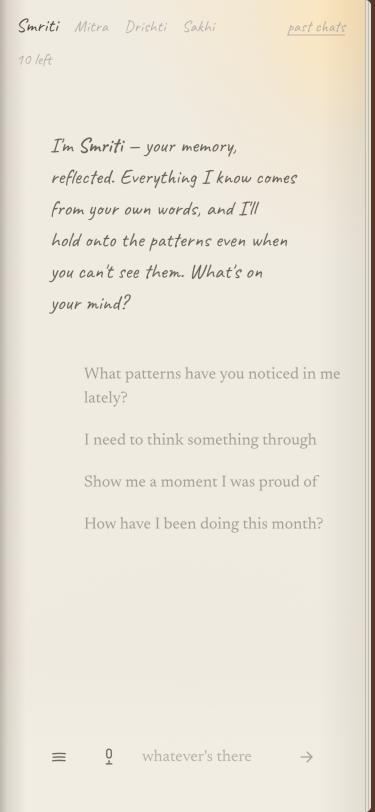 Smriti Mitra Drishti Sakhi past chats
10 left
I'm Smriti — your memory,
reflected. Everything I know comes
from your own words, and I'll
hold onto the patterns even when
you can't see them. What's on
your mind?
What patterns have you noticed in me
lately?
I need to think something through
Show me a moment I was proud of
How have I been doing this month?
whatever's there